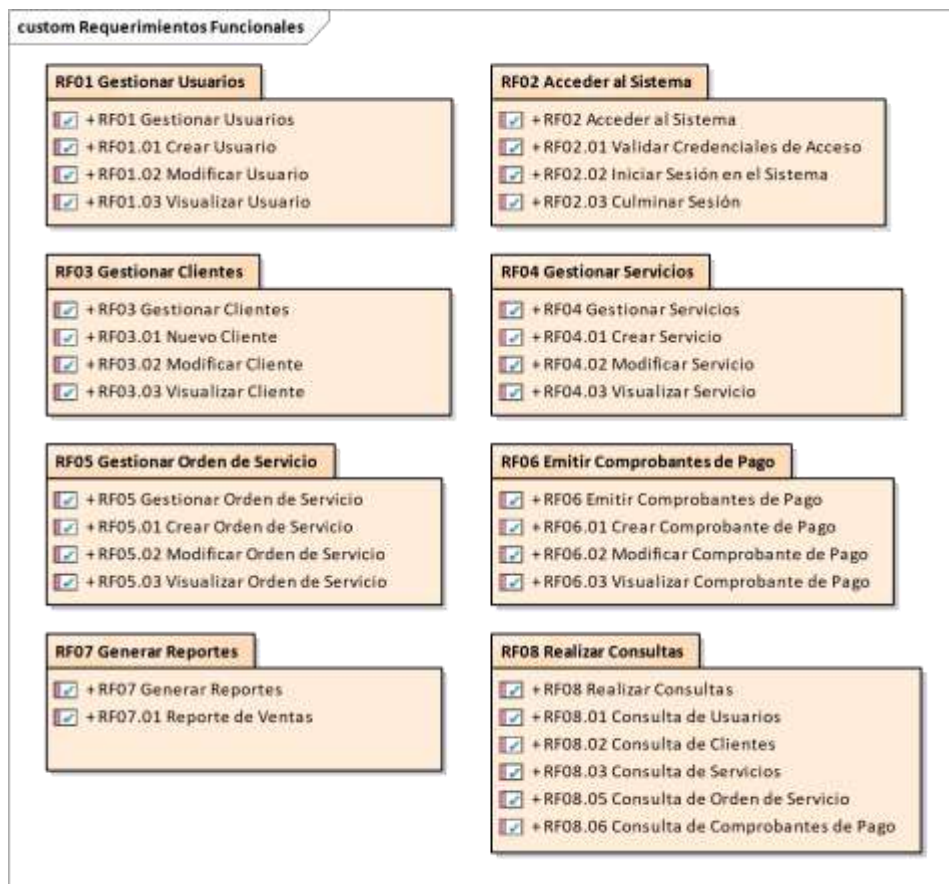 custom Requerimientos Funcionales
RF01 Gestionar Usuarios
+ RF01 Gestionar Usuarios
+ RF01.01 Crear Usuario
+ RF01.02 Modificar Usuario
+ RF01.03 Visualizar Usuario
RF02 Acceder al Sistema
+ RF02 Acceder al Sistema
+ RF02.01 Validar Credenciales de Acceso
+ RF02.02 Iniciar Sesión en el Sistema
+ RF02.03 Culminar Sesión
RF03 Gestionar Clientes
+ RF03 Gestionar Clientes
+ RF03.01 Nuevo Cliente
+ RF03.02 Modificar Cliente
+ RF03.03 Visualizar Cliente
RF04 Gestionar Servicios
+ RF04 Gestionar Servicios
+ RF04.01 Crear Servicio
+ RF04.02 Modificar Servicio
+ RF04.03 Visualizar Servicio
RF05 Gestionar Orden de Servicio
+ RF05 Gestionar Orden de Servicio
+ RF05.01 Crear Orden de Servicio
+ RF05.02 Modificar Orden de Servicio
+ RF05.03 Visualizar Orden de Servicio
RF06 Emitir Comprobantes de Pago
+ RF06 Emitir Comprobantes de Pago
+ RF06.01 Crear Comprobante de Pago
+ RF06.02 Modificar Comprobante de Pago
+ RF06.03 Visualizar Comprobante de Pago
RF07 Generar Reportes
+ RF07 Generar Reportes
+ RF07.01 Reporte de Ventas
RF08 Realizar Consultas
+ RF08 Realizar Consultas
+ RF08.01 Consulta de Usuarios
+ RF08.02 Consulta de Clientes
+ RF08.03 Consulta de Servicios
+ RF08.05 Consulta de Orden de Servicio
+ RF08.06 Consulta de Comprobantes de Pago